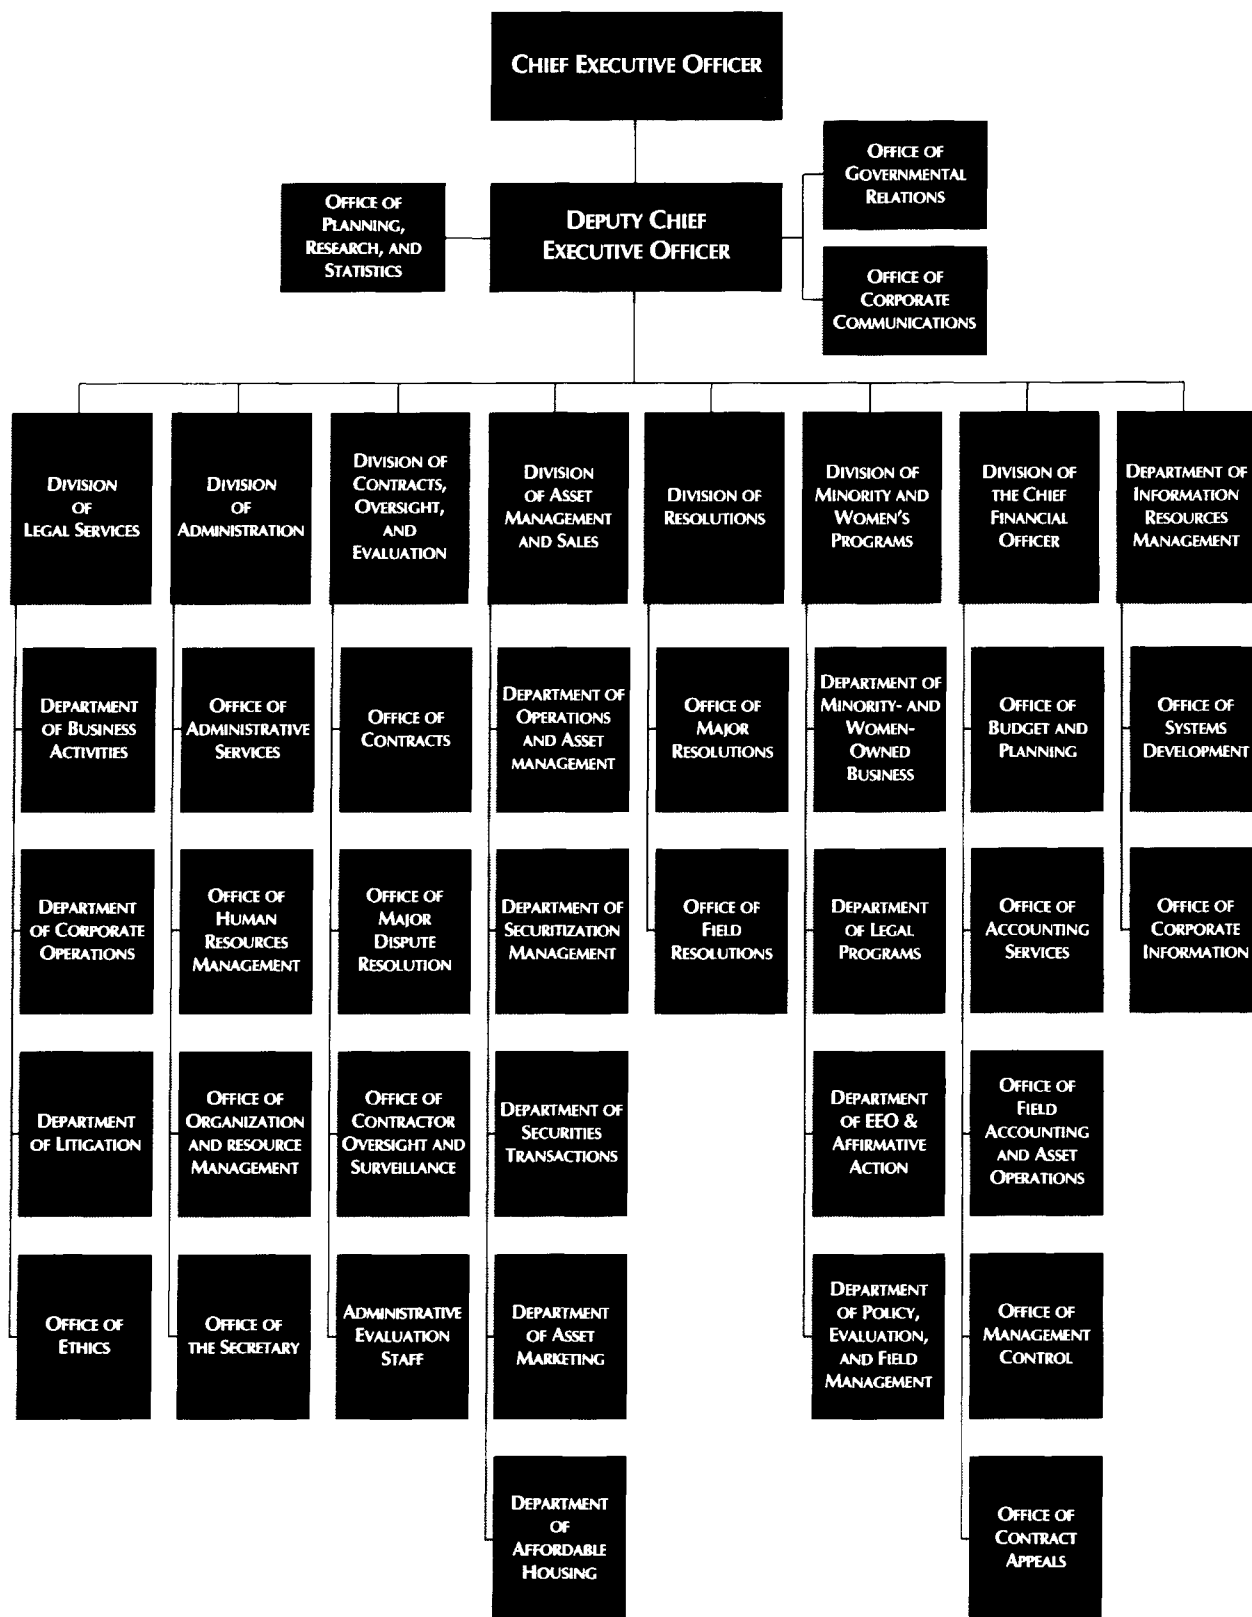 CHIEF EXECUTIVE OFFICER
OFFICE OF
GOVERNMENTAL
RELATIONS
OFFICE OF
PLANNING,
RESEARCH, AND
STATISTICS
DEPUTY CHIEF
EXECUTIVE OFFICER
OFFICE OF
CORPORATE
COMMUNICATIONS
DIVISION
OF
LEGAL SERVICES
DIVISION
OF
ADMINISTRATION
DIVISION OF
CONTRACTS,
OVERSIGHT,
AND
EVALUATION
DIVISION
OF ASSET
MANAGEMENT
AND SALES
DIVISION OF
RESOLUTIONS
DIVISION OF
MINORITY AND
WOMEN'S
PROGRAMS
DIVISION OF
THE CHIEF
FINANCIAL
OFFICER
DEPARTMENT OF
INFORMATION
RESOURCES
MANAGEMENT
DEPARTMENT
OF BUSINESS
ACTIVITIES
OFFICE OF
ADMINISTRATIVE
SERVICES
OFFICE OF
CONTRACTS
DEPARTMENT OF
OPERATIONS
AND ASSET
MANAGEMENT
OFFICE OF
MAJOR
RESOLUTIONS
DEPARTMENT OF
MINORITY- AND
WOMEN-
OWNED
BUSINESS
OFFICE OF
BUDGET AND
PLANNING
OFFICE OF
SYSTEMS
DEVELOPMENT
DEPARTMENT
OF CORPORATE
OPERATIONS
OFFICE OF
HUMAN
RESOURCES
MANAGEMENT
OFFICE OF
MAJOR
DISPUTE
RESOLUTION
DEPARTMENT OF
SECURITIZATION
MANAGEMENT
OFFICE OF
FIELD
RESOLUTIONS
DEPARTMENT
OF LEGAL
PROGRAMS
OFFICE OF
ACCOUNTING
SERVICES
OFFICE OF
CORPORATE
INFORMATION
DEPARTMENT
OF LITIGATION
OFFICE OF
ORGANIZATION
AND RESOURCE
MANAGEMENT
OFFICE OF
CONTRACTOR
OVERSIGHT AND
SURVEILLANCE
DEPARTMENT OF
SECURITIES
TRANSACTIONS
DEPARTMENT
OF EEO &
AFFIRMATIVE
ACTION
OFFICE OF
FIELD
ACCOUNTING
AND ASSET
OPERATIONS
OFFICE OF
ETHICS
OFFICE OF
THE SECRETARY
ADMINISTRATIVE
EVALUATION
STAFF
DEPARTMENT
OF ASSET
MARKETING
DEPARTMENT
OF POLICY,
EVALUATION,
AND FIELD
MANAGEMENT
OFFICE OF
MANAGEMENT
CONTROL
DEPARTMENT
OF
AFFORDABLE
HOUSING
OFFICE OF
CONTRACT
APPEALS